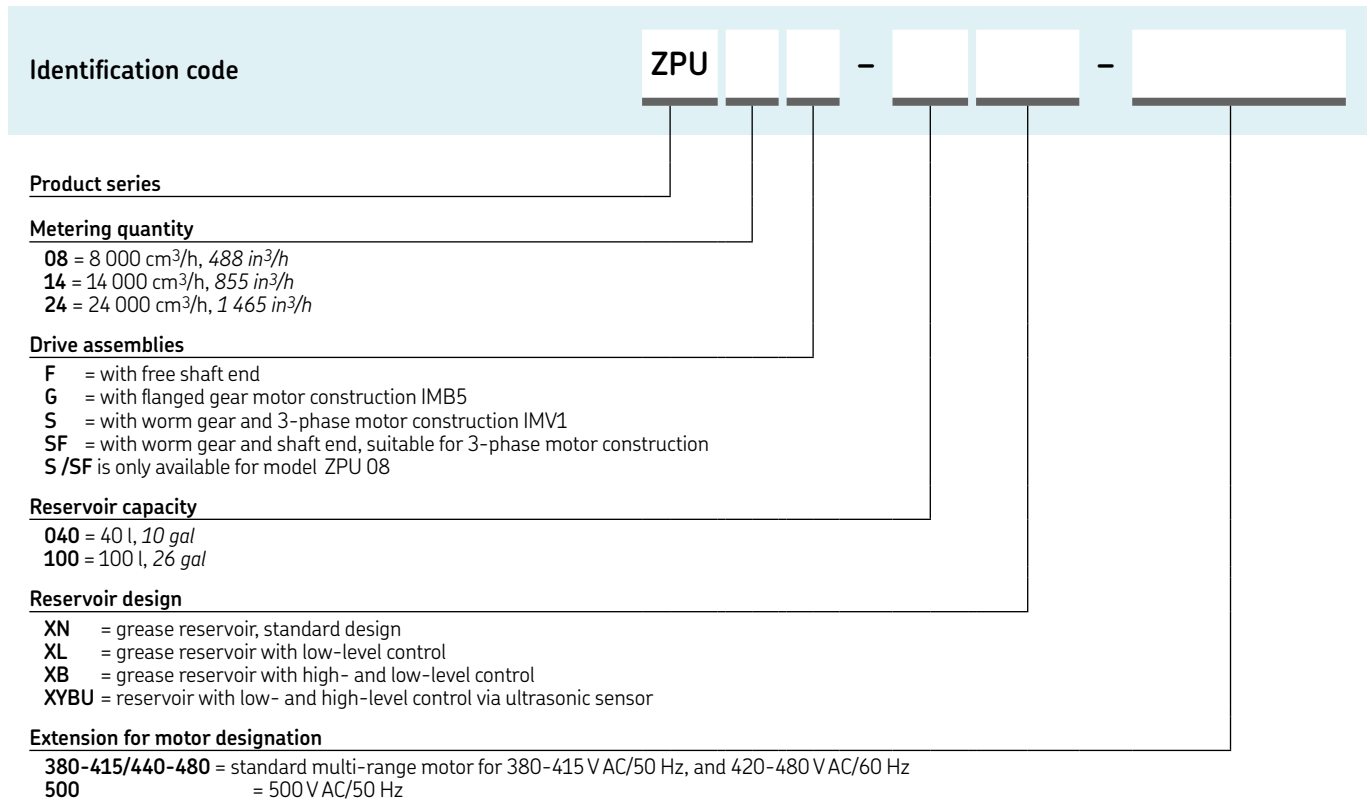 Identification code ZPU – –
Product series
Metering quantity
08 = 8 000 cm³/h, 488 in³/h
14 = 14 000 cm³/h, 855 in³/h
24 = 24 000 cm³/h, 1 465 in³/h
Drive assemblies
F = with free shaft end
G = with flanged gear motor construction IMB5
S = with worm gear and 3-phase motor construction IMV1
SF = with worm gear and shaft end, suitable for 3-phase motor construction
S /SF is only available for model ZPU 08
Reservoir capacity
040 = 40 l, 10 gal
100 = 100 l, 26 gal
Reservoir design
XN = grease reservoir, standard design
XL = grease reservoir with low-level control
XB = grease reservoir with high- and low-level control
XYBU = reservoir with low- and high-level control via ultrasonic sensor
Extension for motor designation
380-415/440-480 = standard multi-range motor for 380-415 V AC/50 Hz, and 420-480 V AC/60 Hz
500 = 500 V AC/50 Hz